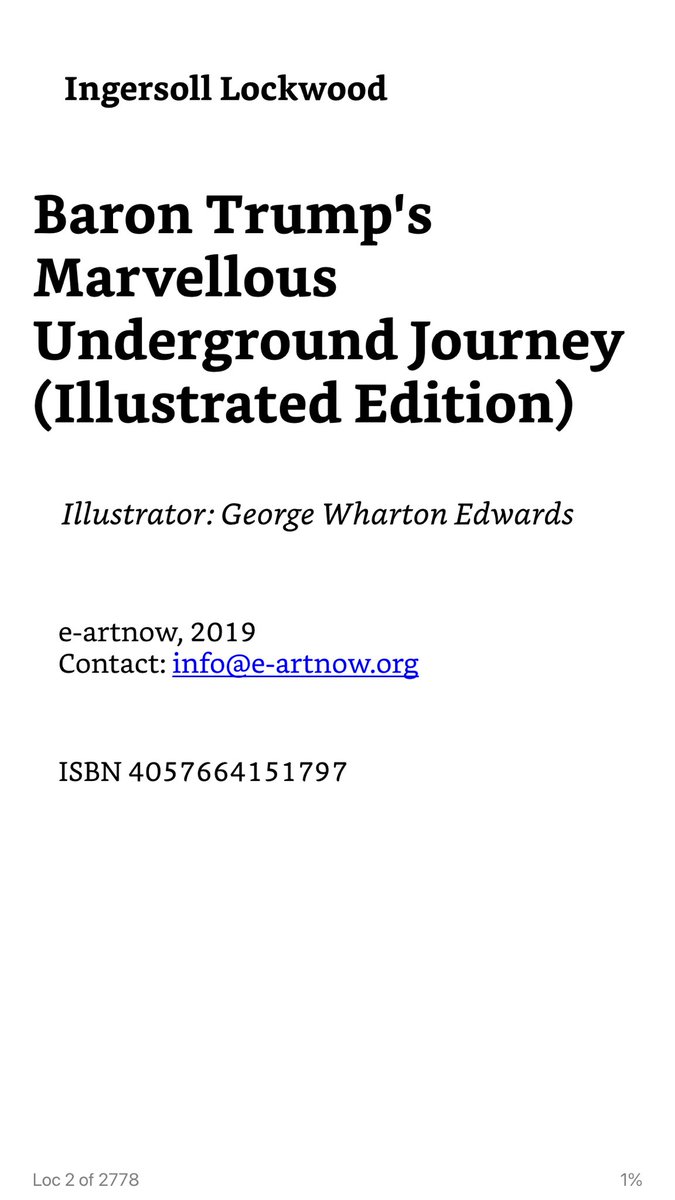 Ingersoll Lockwood
Baron Trump's
Marvellous
Underground Journey
(Illustrated Edition)
Illustrator: George Wharton Edwards
e-artnow, 2019
Contact: info@e-artnow.org
ISBN 4057664151797
Loc 2 of 2778
1%